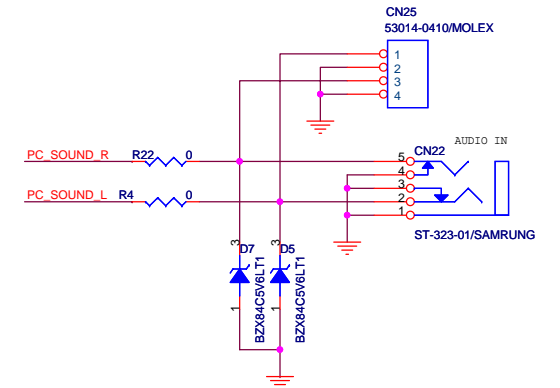 CN25
53014-0410/MOLEX
1
2
3
4
AUDIO IN
PC_SOUND_R R22 0 5 CN22
4
3
PC_SOUND_L R4 0 2
1
ST-323-01/SAMRUNG
3 D7 3 D5
BZX84C5V6LT1 BZX84C5V6LT1
1 1